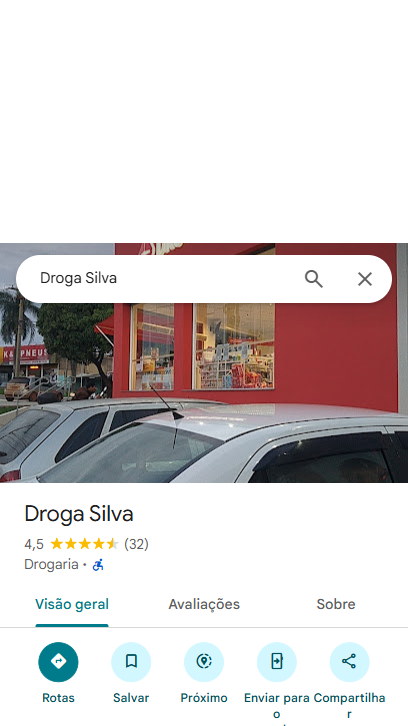 Droga Silva
PNEUS
Droga Silva
4,5 (32)
Drogaria ·
Visão geral Avaliações Sobre
Rotas Salvar Próximo Enviar para o Compartilhar